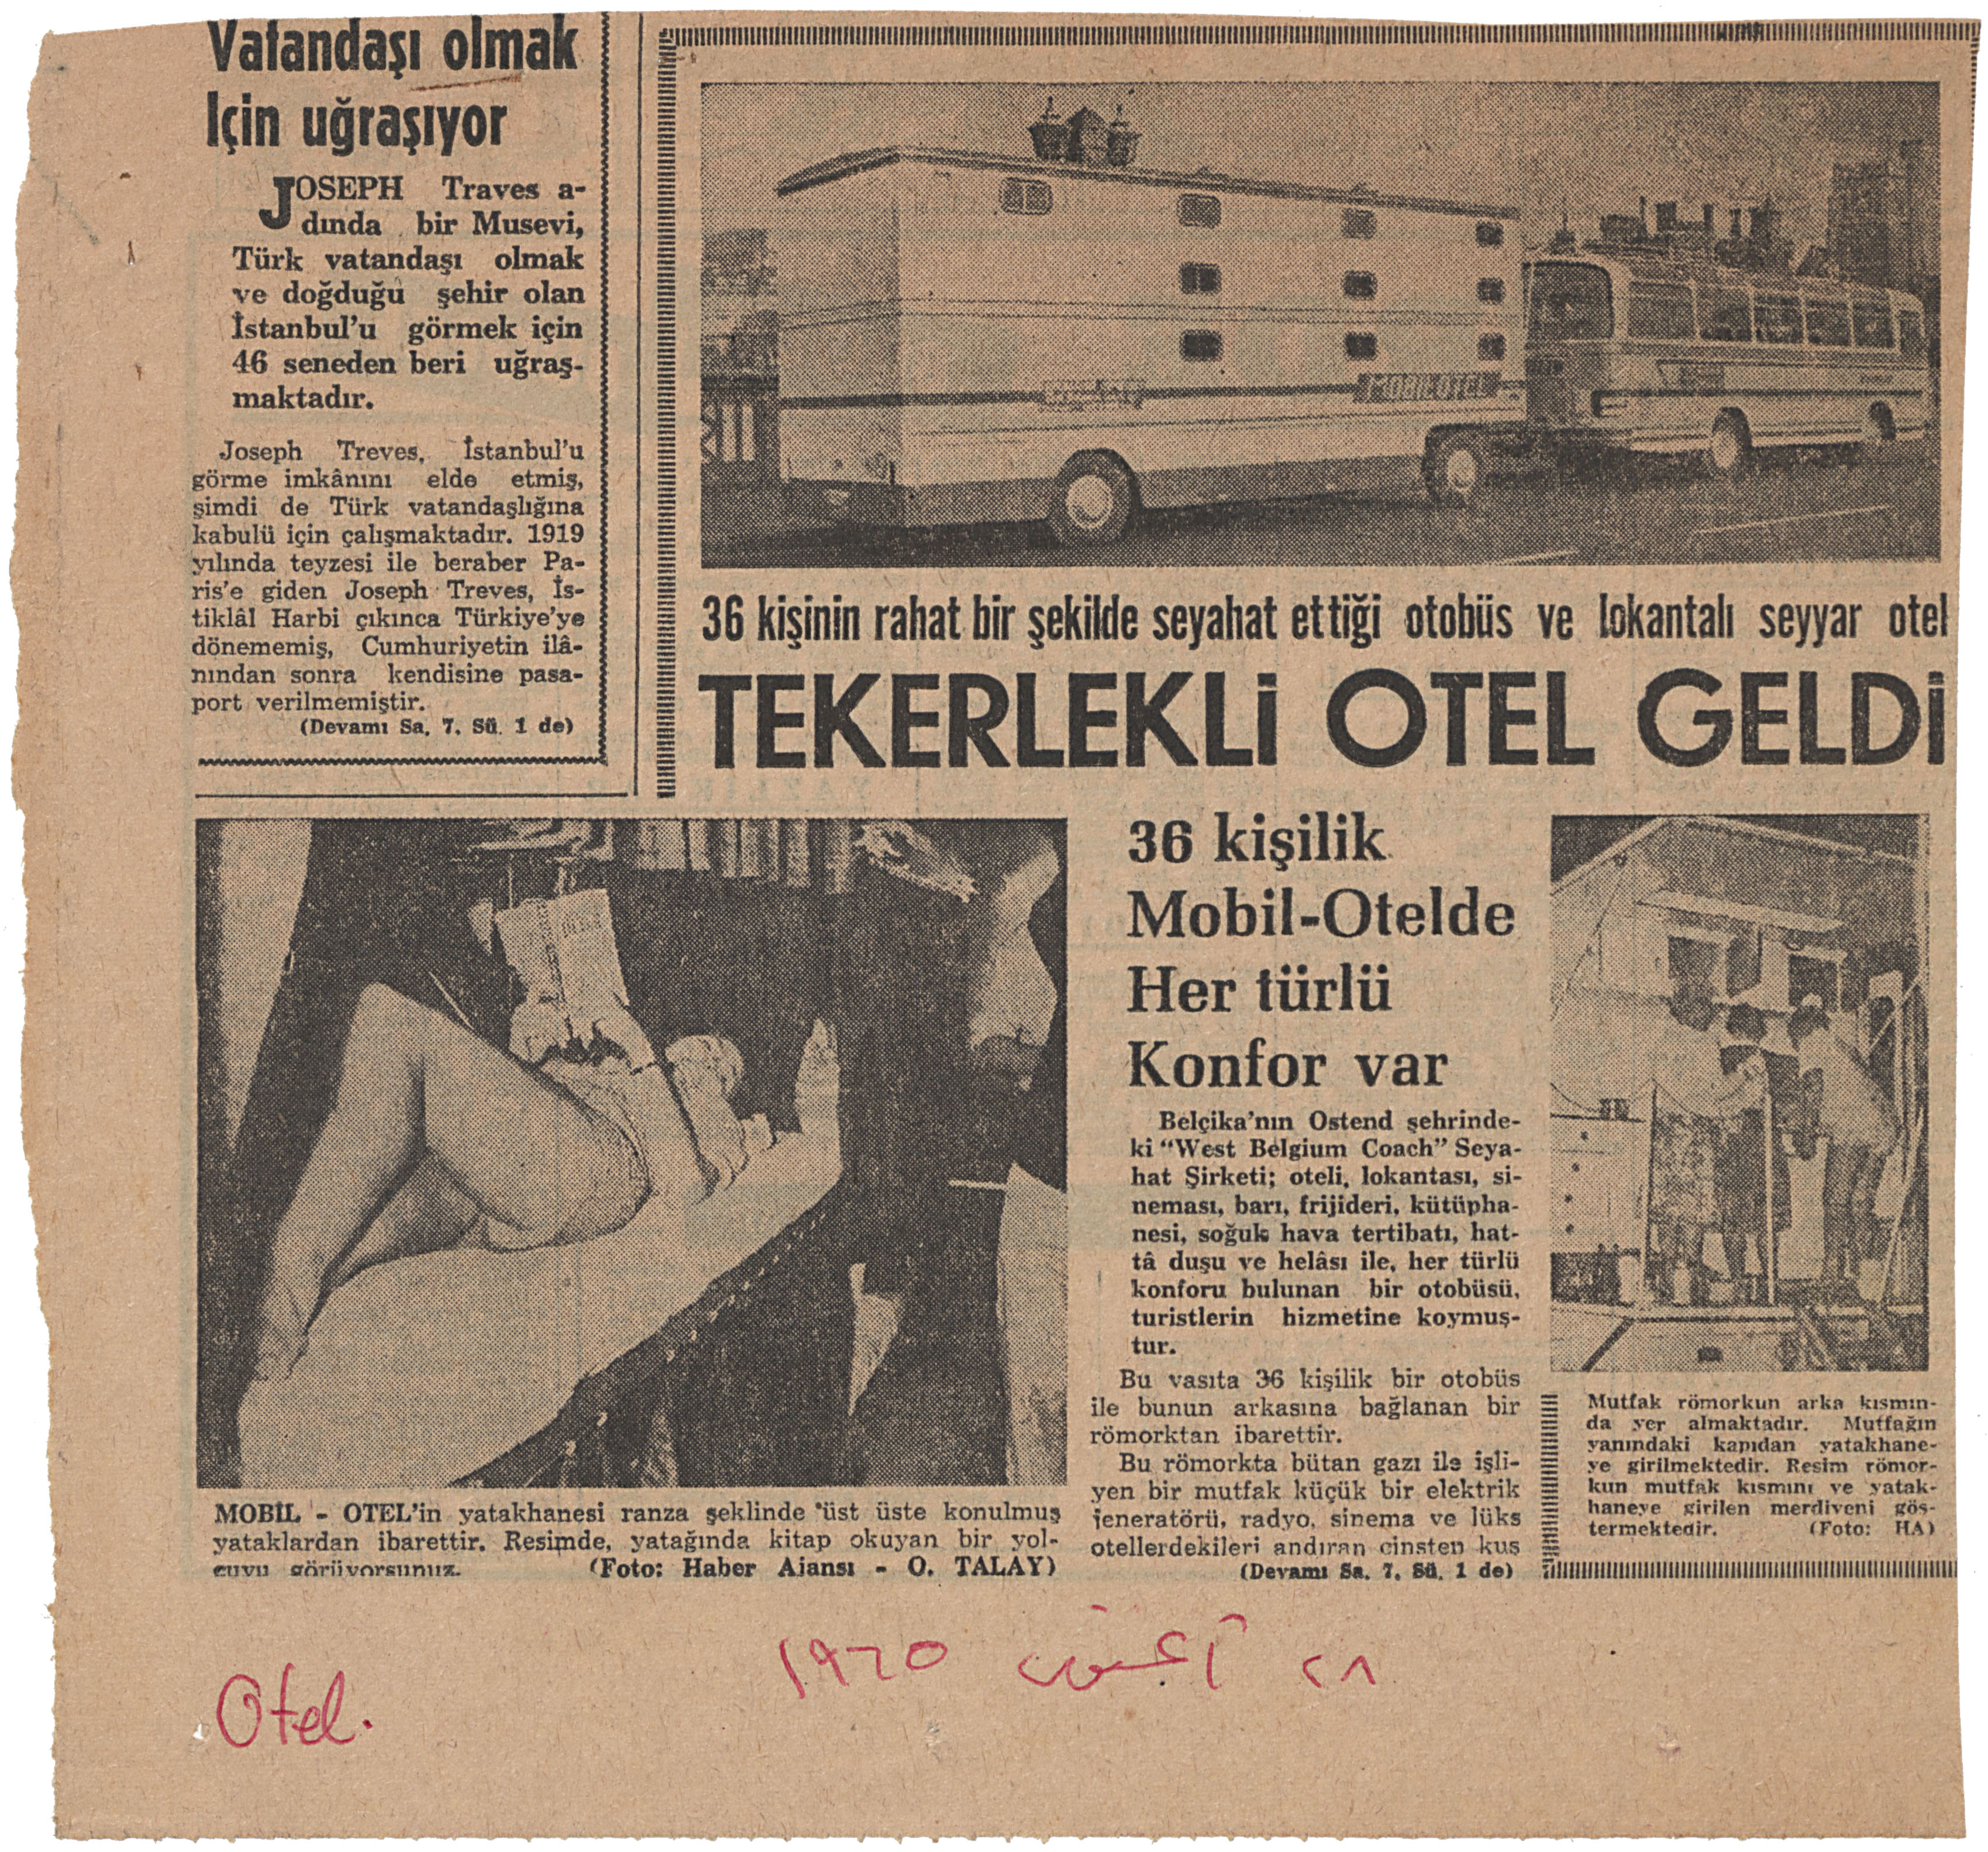 Vatandaşı olmak
İçin uğraşıyor
JOSEPH Traves a-
dında bir Musevi,
Türk vatandaşı olmak
ve doğduğu şehir olan
İstanbul'u görmek için
46 seneden beri uğraş-
maktadır.
Joseph Treves, İstanbul'u
görme imkânını elde etmiş,
şimdi de Türk vatandaşlığına
kabulü için çalışmaktadır. 1919
yılında teyzesi ile beraber Pa-
ris'e giden Joseph Treves, İs-
tiklâl Harbi çıkınca Türkiye'ye
dönememiş, Cumhuriyetin ilâ-
nından sonra kendisine pasa-
port verilmemiştir.
(Devamı Sa. 7, Sü. 1 de)
MOBIL-OTEL
36 kişinin rahat bir şekilde seyahat ettiği otobüs ve lokantalı seyyar otel
TEKERLEKLİ OTEL GELDİ
MOBİL - OTEL'in yatakhanesi ranza şeklinde üst üste konulmuş
yataklardan ibarettir. Resimde, yatağında kitap okuyan bir yol-
cuyu görüyorsunuz. (Foto: Haber Ajansı - O. TALAY)
36 kişilik
Mobil-Otelde
Her türlü
Konfor var
Belçika'nın Ostend şehrinde-
ki "West Belgium Coach" Seya-
hat Şirketi; oteli, lokantası, si-
neması, barı, frijideri, kütüpha-
nesi, soğuk hava tertibatı, hat-
tâ duşu ve helâsı ile, her türlü
konforu bulunan bir otobüsü,
turistlerin hizmetine koymuş-
tur.
Bu vasıta 36 kişilik bir otobüs
ile bunun arkasına bağlanan bir
römorktan ibarettir.
Bu römorkta bütan gazı ile işli-
yen bir mutfak küçük bir elektrik
jeneratörü, radyo, sinema ve lüks
otellerdekileri andıran cinsten kuş
(Devamı Sa. 7, Sü. 1 de)
Mutfak römorkun arka kısmın-
da yer almaktadır. Mutfağın
yanındaki kapıdan yatakhane-
ye girilmektedir. Resim römor-
kun mutfak kısmını ve yatak-
haneye girilen merdiveni gös-
termektedir. (Foto: HA)
٢٨ آغستوس ١٩٦٥
Otel.